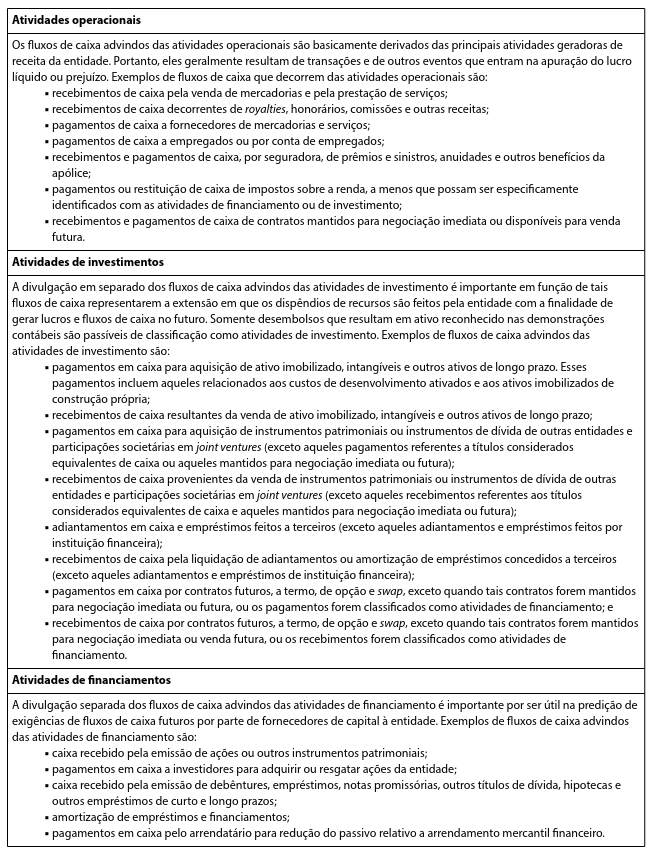 Atividades operacionais
Os fluxos de caixa advindos das atividades operacionais são basicamente derivados das principais atividades geradoras de
receita da entidade. Portanto, eles geralmente resultam de transações e de outros eventos que entram na apuração do lucro
líquido ou prejuízo. Exemplos de fluxos de caixa que decorrem das atividades operacionais são:
▪ recebimentos de caixa pela venda de mercadorias e pela prestação de serviços;
▪ recebimentos de caixa decorrentes de royalties, honorários, comissões e outras receitas;
▪ pagamentos de caixa a fornecedores de mercadorias e serviços;
▪ pagamentos de caixa a empregados ou por conta de empregados;
▪ recebimentos e pagamentos de caixa, por seguradora, de prêmios e sinistros, anuidades e outros benefícios da
apólice;
▪ pagamentos ou restituição de caixa de impostos sobre a renda, a menos que possam ser especificamente
identificados com as atividades de financiamento ou de investimento;
▪ recebimentos e pagamentos de caixa de contratos mantidos para negociação imediata ou disponíveis para venda
futura.
Atividades de investimentos
A divulgação em separado dos fluxos de caixa advindos das atividades de investimento é importante em função de tais
fluxos de caixa representarem a extensão em que os dispêndios de recursos são feitos pela entidade com a finalidade de
gerar lucros e fluxos de caixa no futuro. Somente desembolsos que resultam em ativo reconhecido nas demonstrações
contábeis são passíveis de classificação como atividades de investimento. Exemplos de fluxos de caixa advindos das
atividades de investimento são:
▪ pagamentos em caixa para aquisição de ativo imobilizado, intangíveis e outros ativos de longo prazo. Esses
pagamentos incluem aqueles relacionados aos custos de desenvolvimento ativados e aos ativos imobilizados de
construção própria;
▪ recebimentos de caixa resultantes da venda de ativo imobilizado, intangíveis e outros ativos de longo prazo;
▪ pagamentos em caixa para aquisição de instrumentos patrimoniais ou instrumentos de dívida de outras entidades e
participações societárias em joint ventures (exceto aqueles pagamentos referentes a títulos considerados
equivalentes de caixa ou aqueles mantidos para negociação imediata ou futura);
▪ recebimentos de caixa provenientes da venda de instrumentos patrimoniais ou instrumentos de dívida de outras
entidades e participações societárias em joint ventures (exceto aqueles recebimentos referentes aos títulos
considerados equivalentes de caixa e aqueles mantidos para negociação imediata ou futura);
▪ adiantamentos em caixa e empréstimos feitos a terceiros (exceto aqueles adiantamentos e empréstimos feitos por
instituição financeira);
▪ recebimentos de caixa pela liquidação de adiantamentos ou amortização de empréstimos concedidos a terceiros
(exceto aqueles adiantamentos e empréstimos de instituição financeira);
▪ pagamentos em caixa por contratos futuros, a termo, de opção e swap, exceto quando tais contratos forem mantidos
para negociação imediata ou futura, ou os pagamentos forem classificados como atividades de financiamento; e
▪ recebimentos de caixa por contratos futuros, a termo, de opção e swap, exceto quando tais contratos forem mantidos
para negociação imediata ou venda futura, ou os recebimentos forem classificados como atividades de
financiamento.
Atividades de financiamentos
A divulgação separada dos fluxos de caixa advindos das atividades de financiamento é importante por ser útil na predição de
exigências de fluxos de caixa futuros por parte de fornecedores de capital à entidade. Exemplos de fluxos de caixa advindos
das atividades de financiamento são:
▪ caixa recebido pela emissão de ações ou outros instrumentos patrimoniais;
▪ pagamentos em caixa a investidores para adquirir ou resgatar ações da entidade;
▪ caixa recebido pela emissão de debêntures, empréstimos, notas promissórias, outros títulos de dívida, hipotecas e
outros empréstimos de curto e longo prazos;
▪ amortização de empréstimos e financiamentos;
▪ pagamentos em caixa pelo arrendatário para redução do passivo relativo a arrendamento mercantil financeiro.